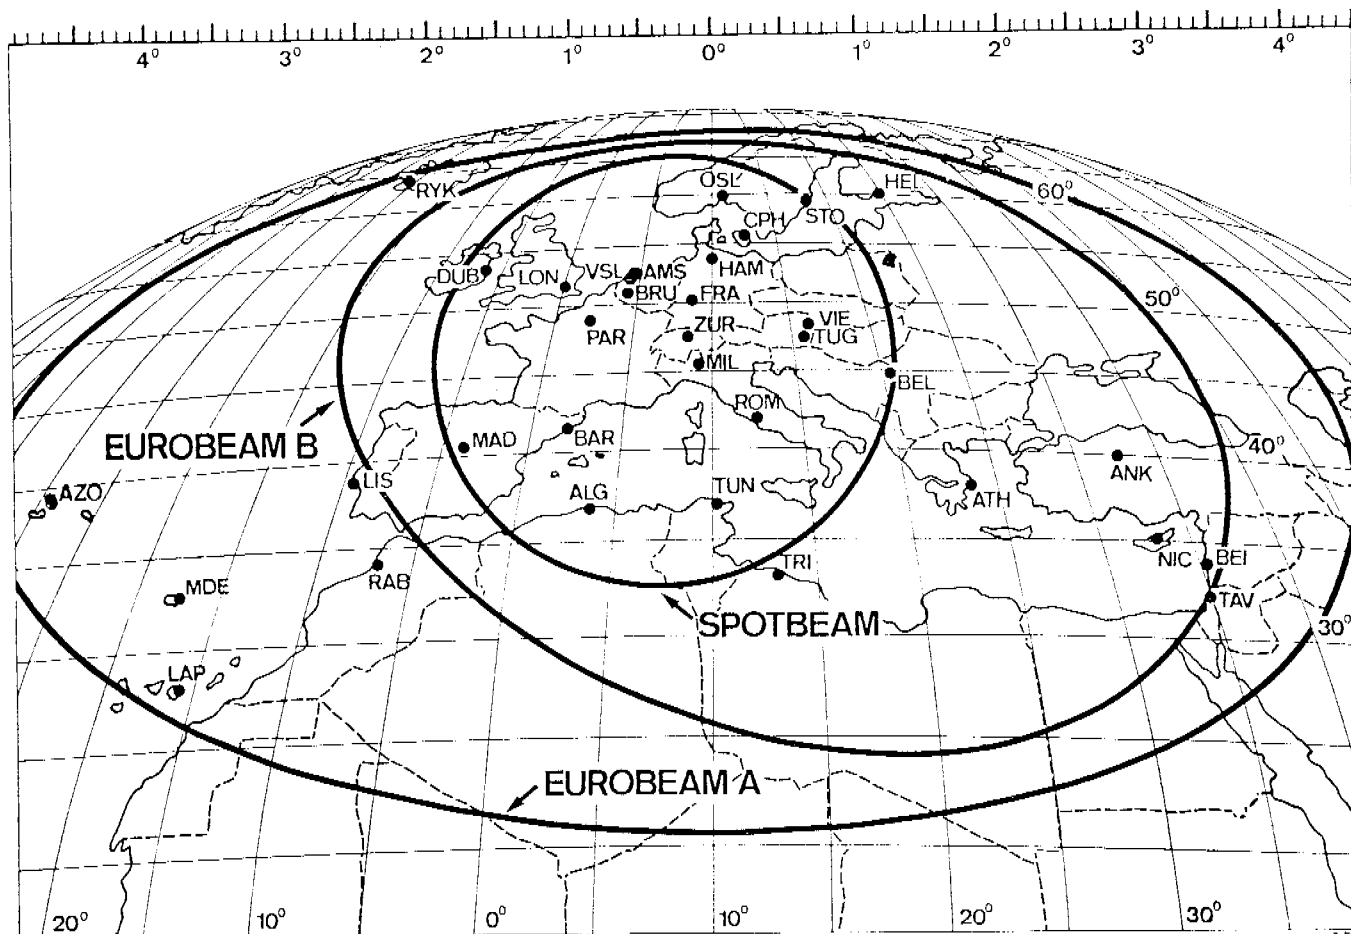 4° 3° 2° 1° 0° 1° 2° 3° 4°
RYK
OSL
HEL
60°
STO
CPH
DUB
LON
VSL
AMS
HAM
BRU
FRA
50°
PAR
ZUR
VIE
TUG
MIL
BEL
ROM
EUROBEAM B
MAD
BAR
40°
ANK
AZO
LIS
ALG
TUN
ATH
NIC
BEI
RAB
TRI
MDE
TAV
SPOTBEAM
30°
LAP
EUROBEAM A
20° 10° 0° 10° 20° 30°